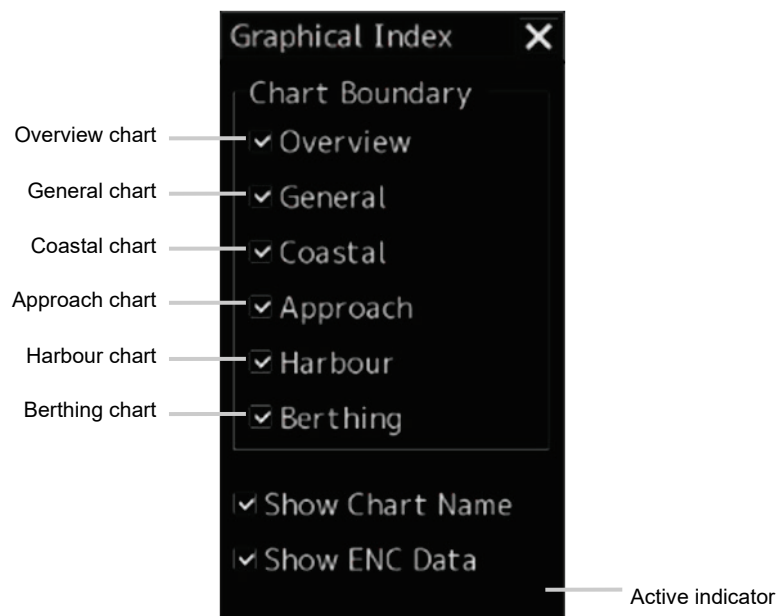 Graphical Index
Chart Boundary
Overview chart
Overview
General chart
General
Coastal chart
Coastal
Approach chart
Approach
Harbour chart
Harbour
Berthing chart
Berthing
Show Chart Name
Show ENC Data
Active indicator